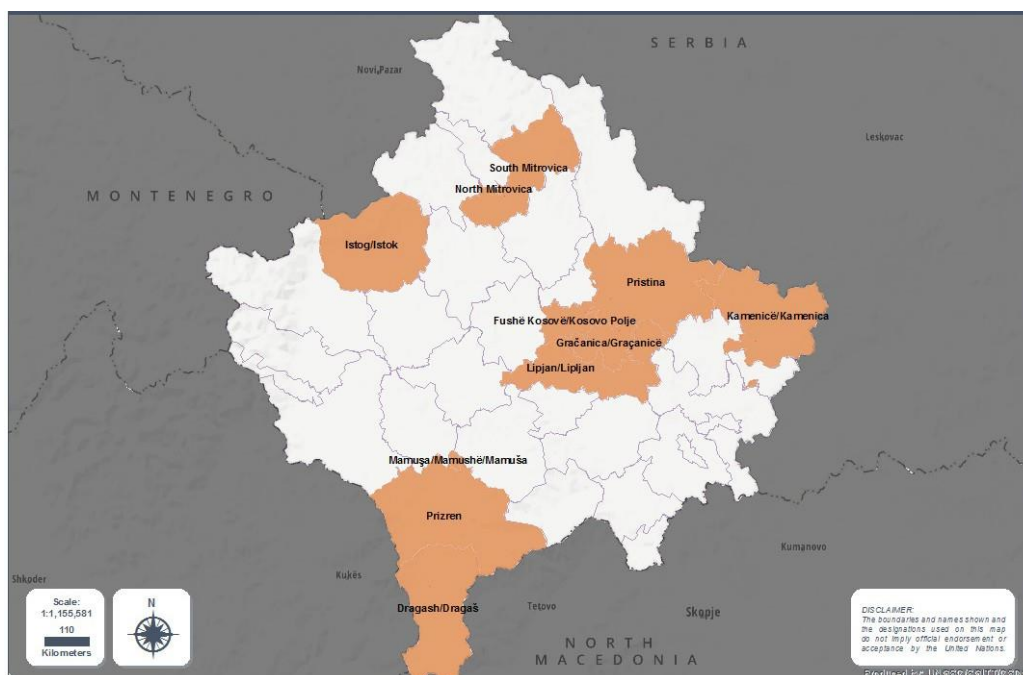 SERBIA
Novi Pazar
Leskovac
South Mitrovica
North Mitrovica
MONTENEGRO
Istog/Istok
Pristina
Kamenicë/Kamenica
Fushë Kosovë/Kosovo Polje
Gračanica/Graçanicë
Lipjan/Lipljan
Mamuşa/Mamushë/Mamuša
Prizren
Kumanovo
Kukës
Shkoder
Dragash/Dragaš
Tetovo
Skopje
NORTH
MACEDONIA
Scale:
1:1,155,581
110
Kilometers
N
DISCLAIMER:
The boundaries and names shown and
the designations used on this map
do not imply official endorsement or
acceptance by the United Nations.